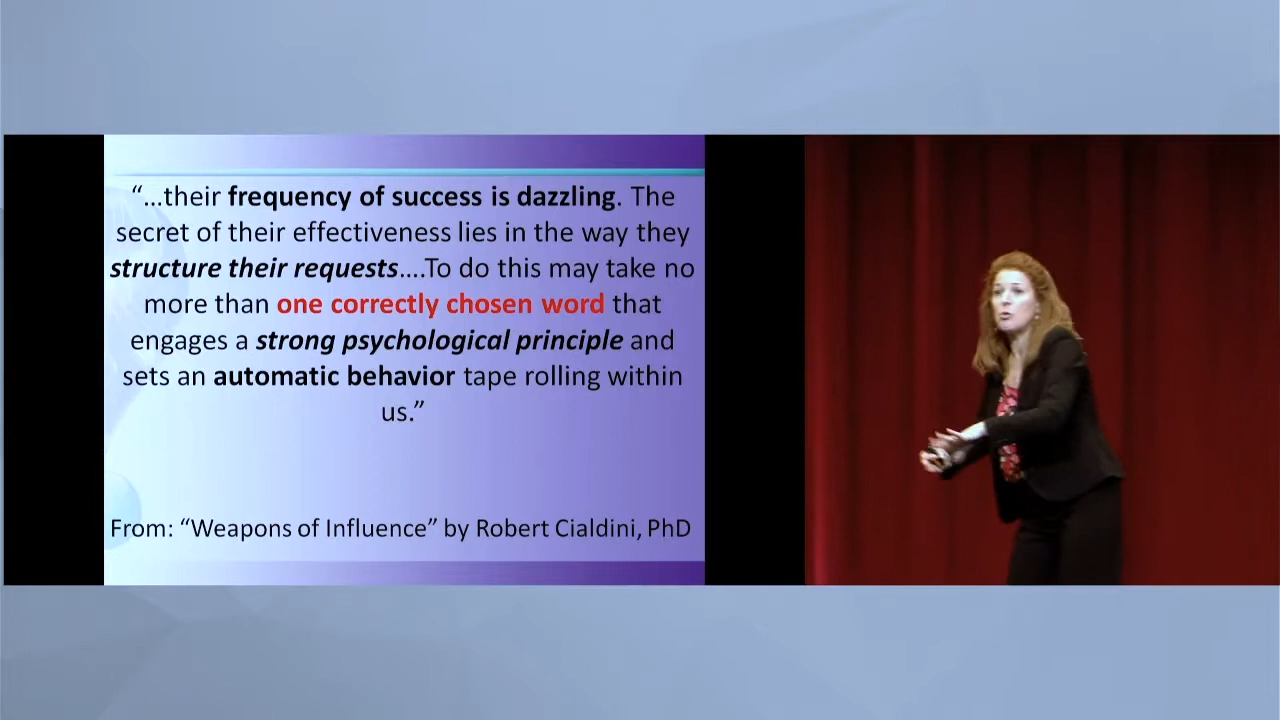 “...their frequency of success is dazzling. The
secret of their effectiveness lies in the way they
structure their requests....To do this may take no
more than one correctly chosen word that
engages a strong psychological principle and
sets an automatic behavior tape rolling within
us.”
From: “Weapons of Influence” by Robert Cialdini, PhD